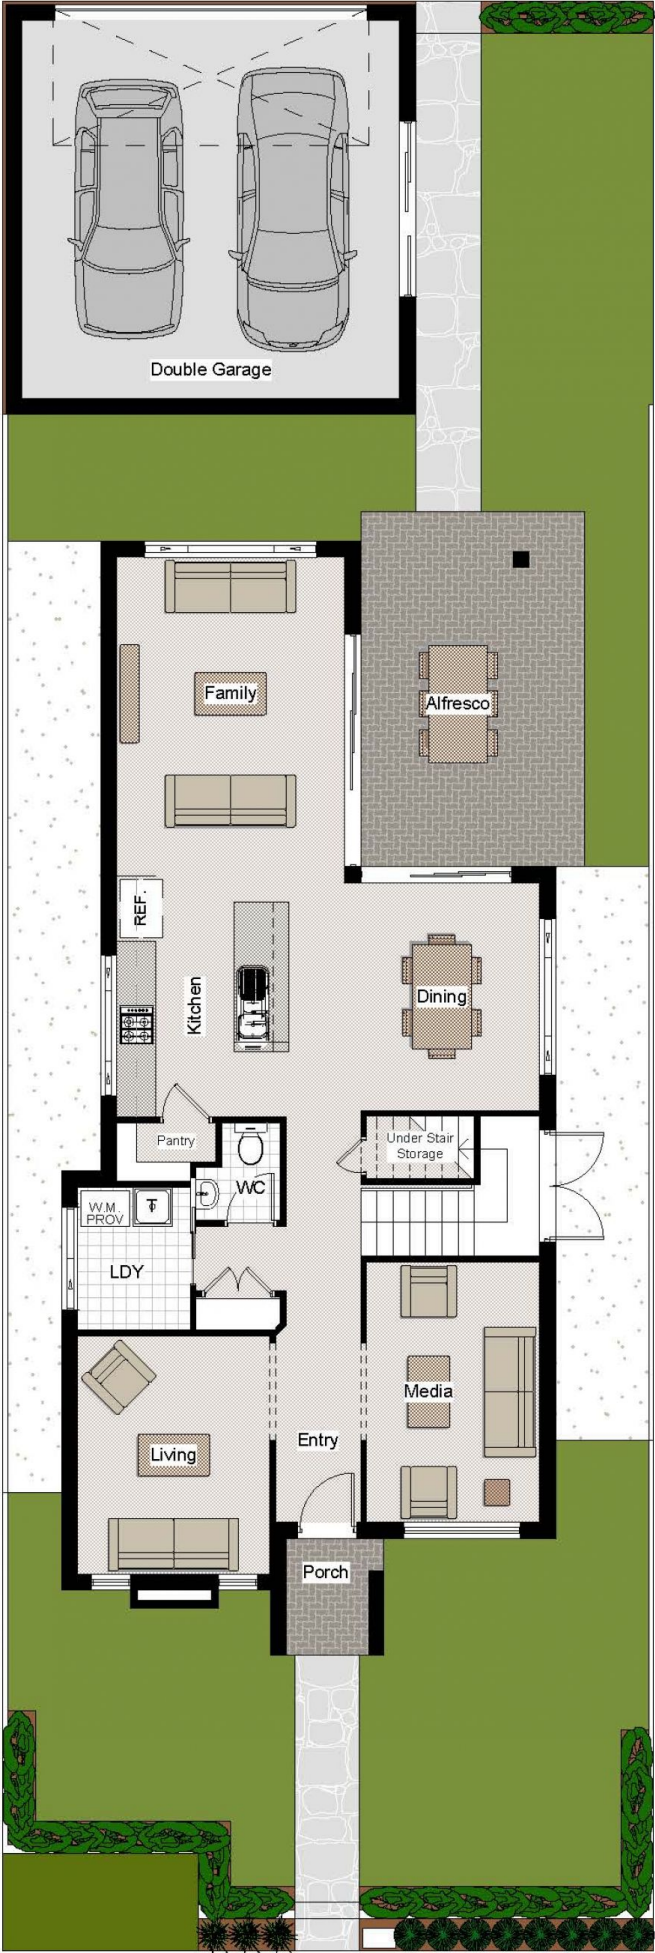 Double Garage
Family
Alfresco
REF.
Kitchen
Dining
Pantry
Under Stair
Storage
WC
W.M.
PROV
T
LDY
Media
Living
Entry
Porch